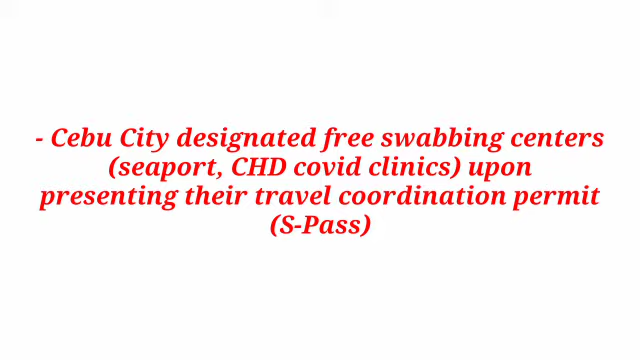 - Cebu City designated free swabbing centers
(seaport, CHD covid clinics) upon
presenting their travel coordination permit
(S-Pass)